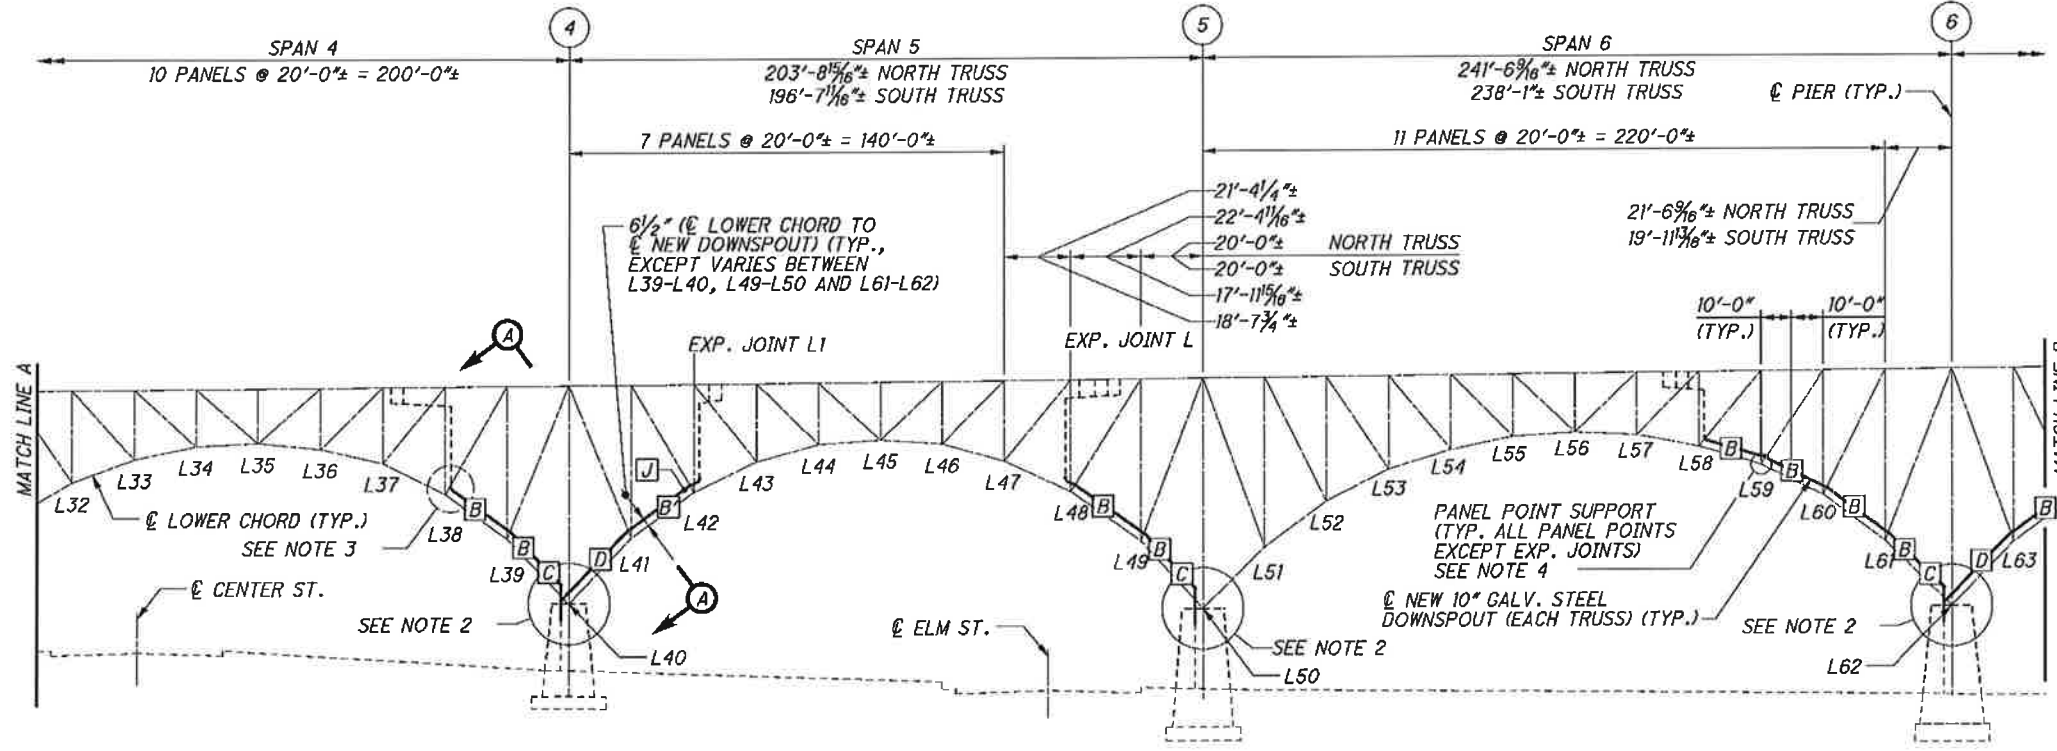 4
5
6
SPAN 4
10 PANELS @ 20'-0"± = 200'-0"±
SPAN 5
203'-8 15/16"± NORTH TRUSS
196'-7 11/16"± SOUTH TRUSS
SPAN 6
241'-6 9/16"± NORTH TRUSS
238'-1"± SOUTH TRUSS
℄ PIER (TYP.)
7 PANELS @ 20'-0"± = 140'-0"±
11 PANELS @ 20'-0"± = 220'-0"±
21'-4 1/4"±
22'-4 11/16"±
20'-0"± NORTH TRUSS
20'-0"± SOUTH TRUSS
17'-11 15/16"±
18'-7 3/4"±
21'-6 9/16"± NORTH TRUSS
19'-11 13/16"± SOUTH TRUSS
6 1/2" (℄ LOWER CHORD TO
℄ NEW DOWNSPOUT) (TYP.,
EXCEPT VARIES BETWEEN
L39-L40, L49-L50 AND L61-L62)
10'-0"
(TYP.)
10'-0"
(TYP.)
A
EXP. JOINT L1
EXP. JOINT L
MATCH LINE A
L32
L33
L34
L35
L36
L37
L38
L39
L40
L41
L42
L43
L44
L45
L46
L47
L48
L49
L50
L51
L52
L53
L54
L55
L56
L57
L58
L59
L60
L61
L62
L63
B
B
C
D
B
J
B
B
C
B
B
B
B
C
D
B
A
℄ LOWER CHORD (TYP.)
SEE NOTE 3
℄ CENTER ST.
SEE NOTE 2
℄ ELM ST.
SEE NOTE 2
PANEL POINT SUPPORT
(TYP. ALL PANEL POINTS
EXCEPT EXP. JOINTS)
SEE NOTE 4
℄ NEW 10" GALV. STEEL
DOWNSPOUT (EACH TRUSS) (TYP.)
SEE NOTE 2
MATCH LINE